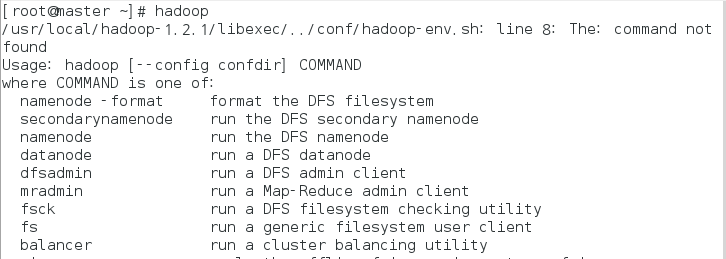 [root@master ~]# hadoop
/usr/local/hadoop-1.2.1/libexec/../conf/hadoop-env.sh: line 8: The: command not
found
Usage: hadoop [--config confdir] COMMAND
where COMMAND is one of:
namenode -format     format the DFS filesystem
secondarynamenode    run the DFS secondary namenode
namenode             run the DFS namenode
datanode             run a DFS datanode
dfsadmin             run a DFS admin client
mradmin              run a Map-Reduce admin client
fsck                 run a DFS filesystem checking utility
fs                   run a generic filesystem user client
balancer             run a cluster balancing utility